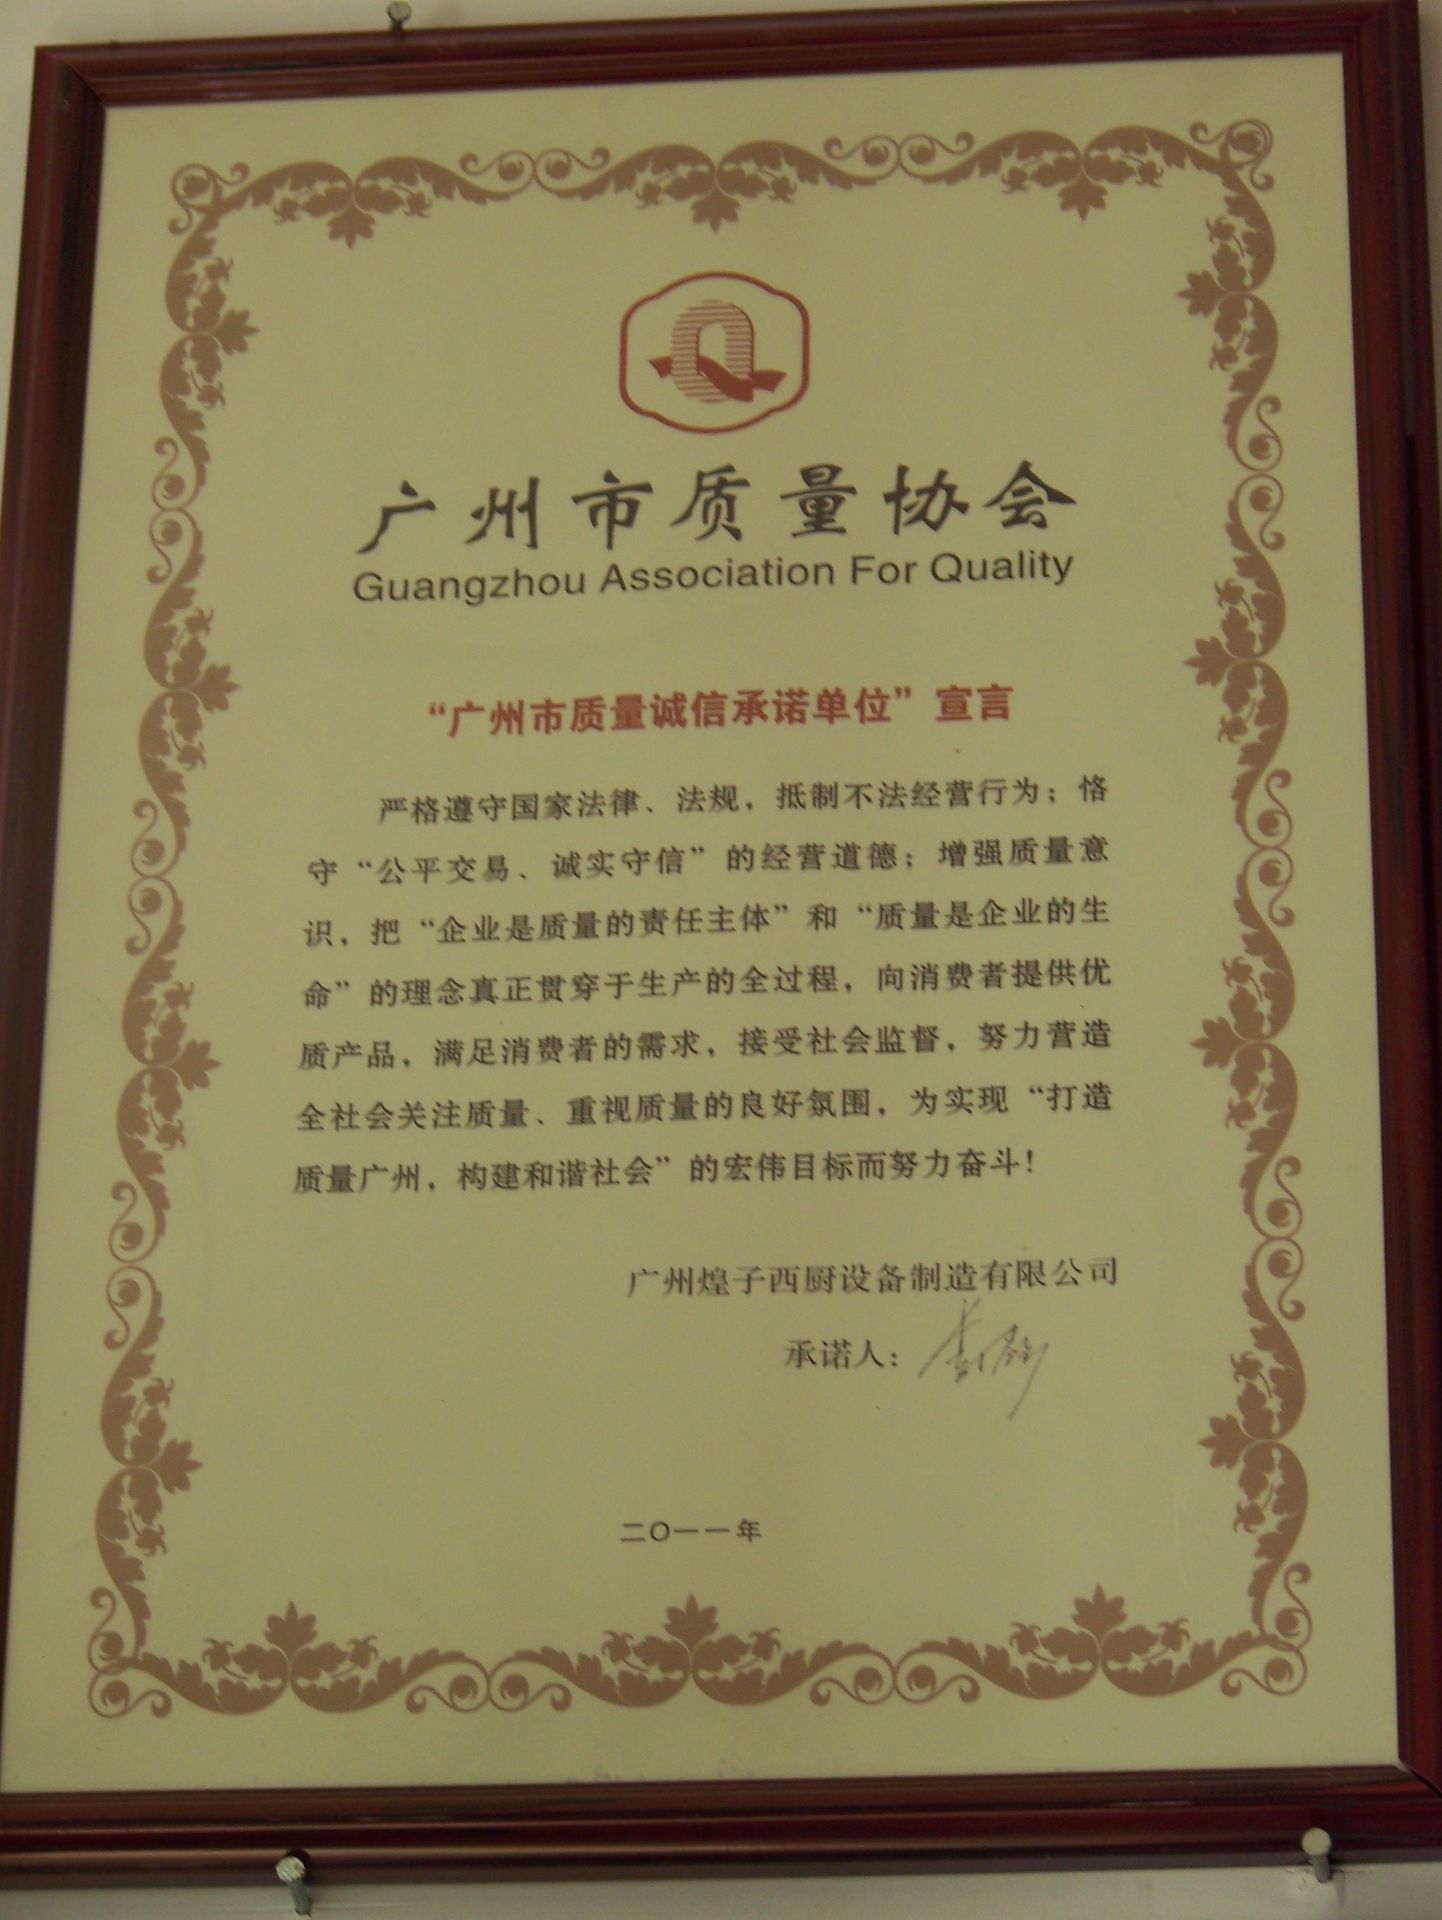 广州市质量协会
Guangzhou Association For Quality
“广州市质量诚信承诺单位”宣言
严格遵守国家法律、法规，抵制不法经营行为；恪
守“公平交易、诚实守信”的经营道德；增强质量意
识，把“企业是质量的责任主体”和“质量是企业的生
命”的理念真正贯穿于生产的全过程，向消费者提供优
质产品，满足消费者的需求，接受社会监督，努力营造
全社会关注质量、重视质量的良好氛围，为实现“打造
质量广州，构建和谐社会”的宏伟目标而努力奋斗！
广州煌子西厨设备制造有限公司
承诺人：
二〇一一年